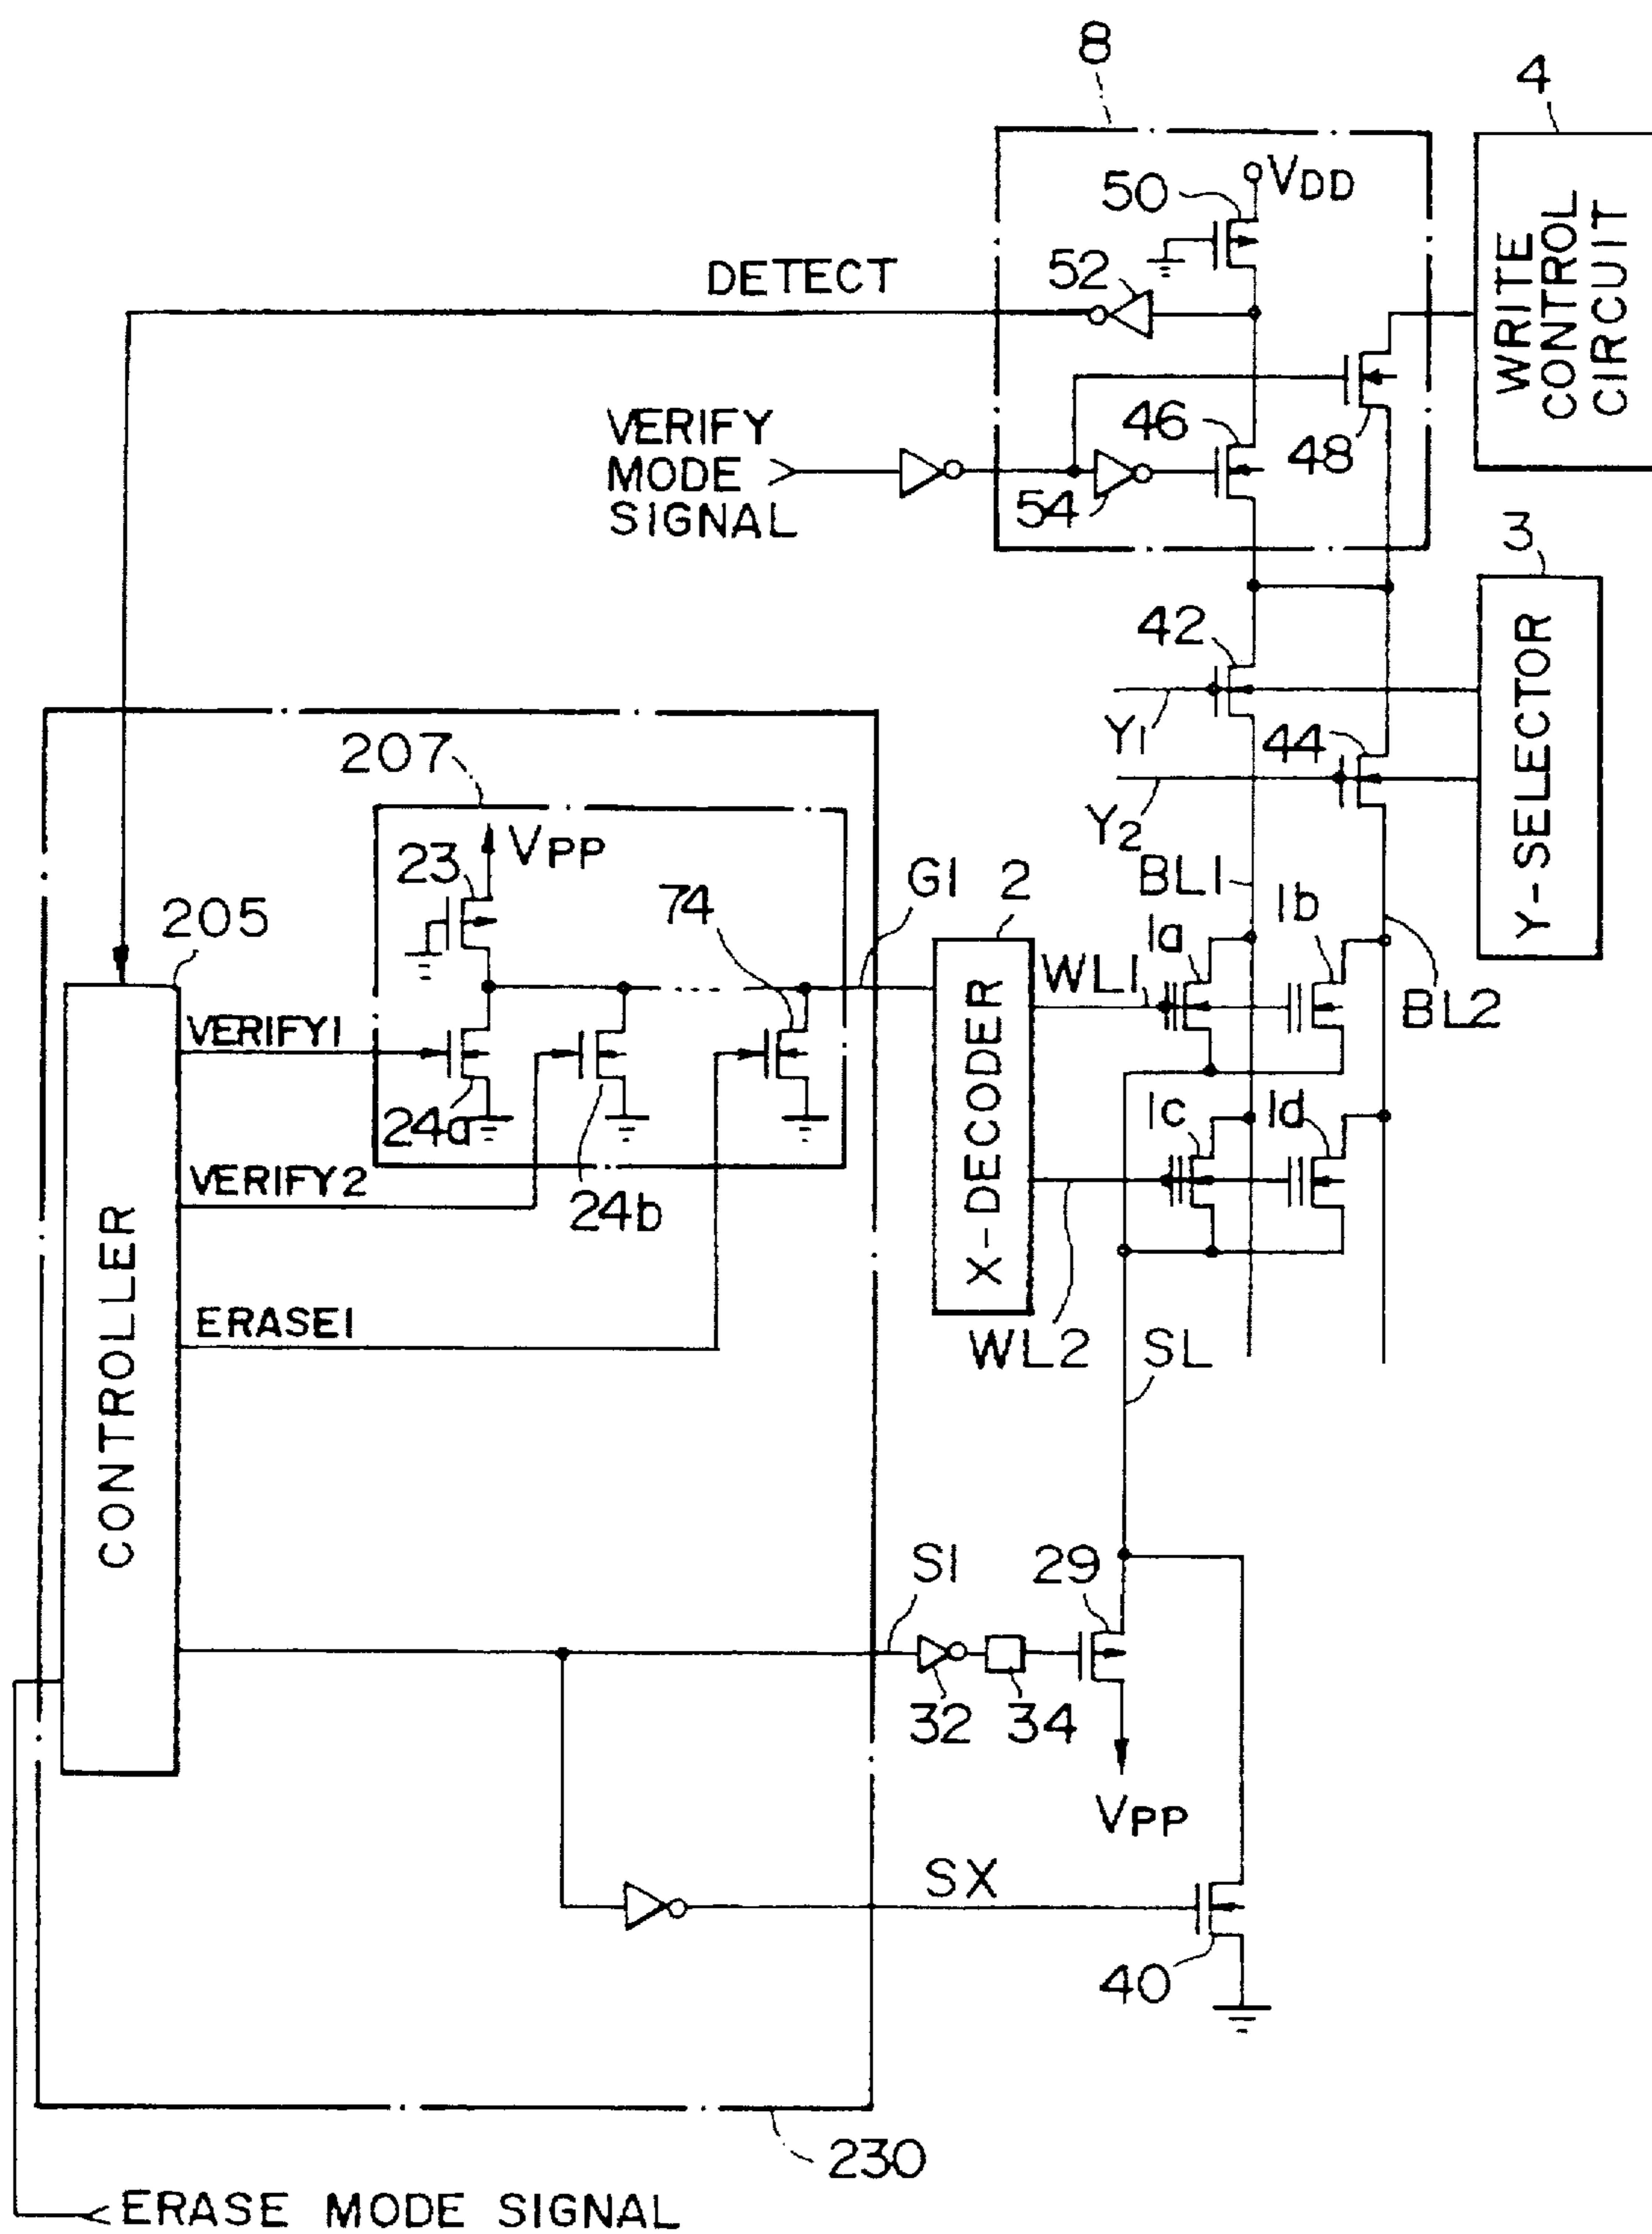 8
4
50
VDD
WRITE
CONTROL
CIRCUIT
52
DETECT
VERIFY
MODE
SIGNAL
46
48
54
3
Y-SELECTOR
42
Y1
44
Y2
207
VPP
23
74
G1
2
BL1
1a
1b
205
WL1
BL2
VERIFY1
24a
X-DECODER
1c
1d
VERIFY2
24b
CONTROLLER
ERASE1
WL2
SL
S1
29
32
34
VPP
SX
40
230
ERASE MODE SIGNAL